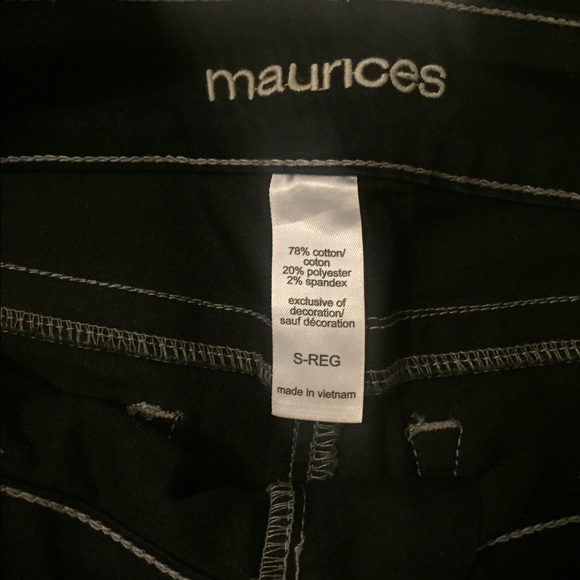 maurices
78% cotton/
coton
20% polyester
2% spandex
exclusive of
decoration/
sauf décoration
S-REG
made in vietnam